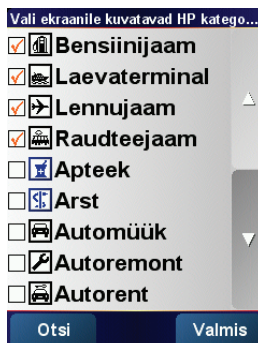 Vali ekraanile kuvatavad HP katego...
Bensiinijaam
Laevaterminal
Lennujaam
Raudteejaam
Apteek
Arst
Automüük
Autoremont
Autorent
Otsi
Valmis